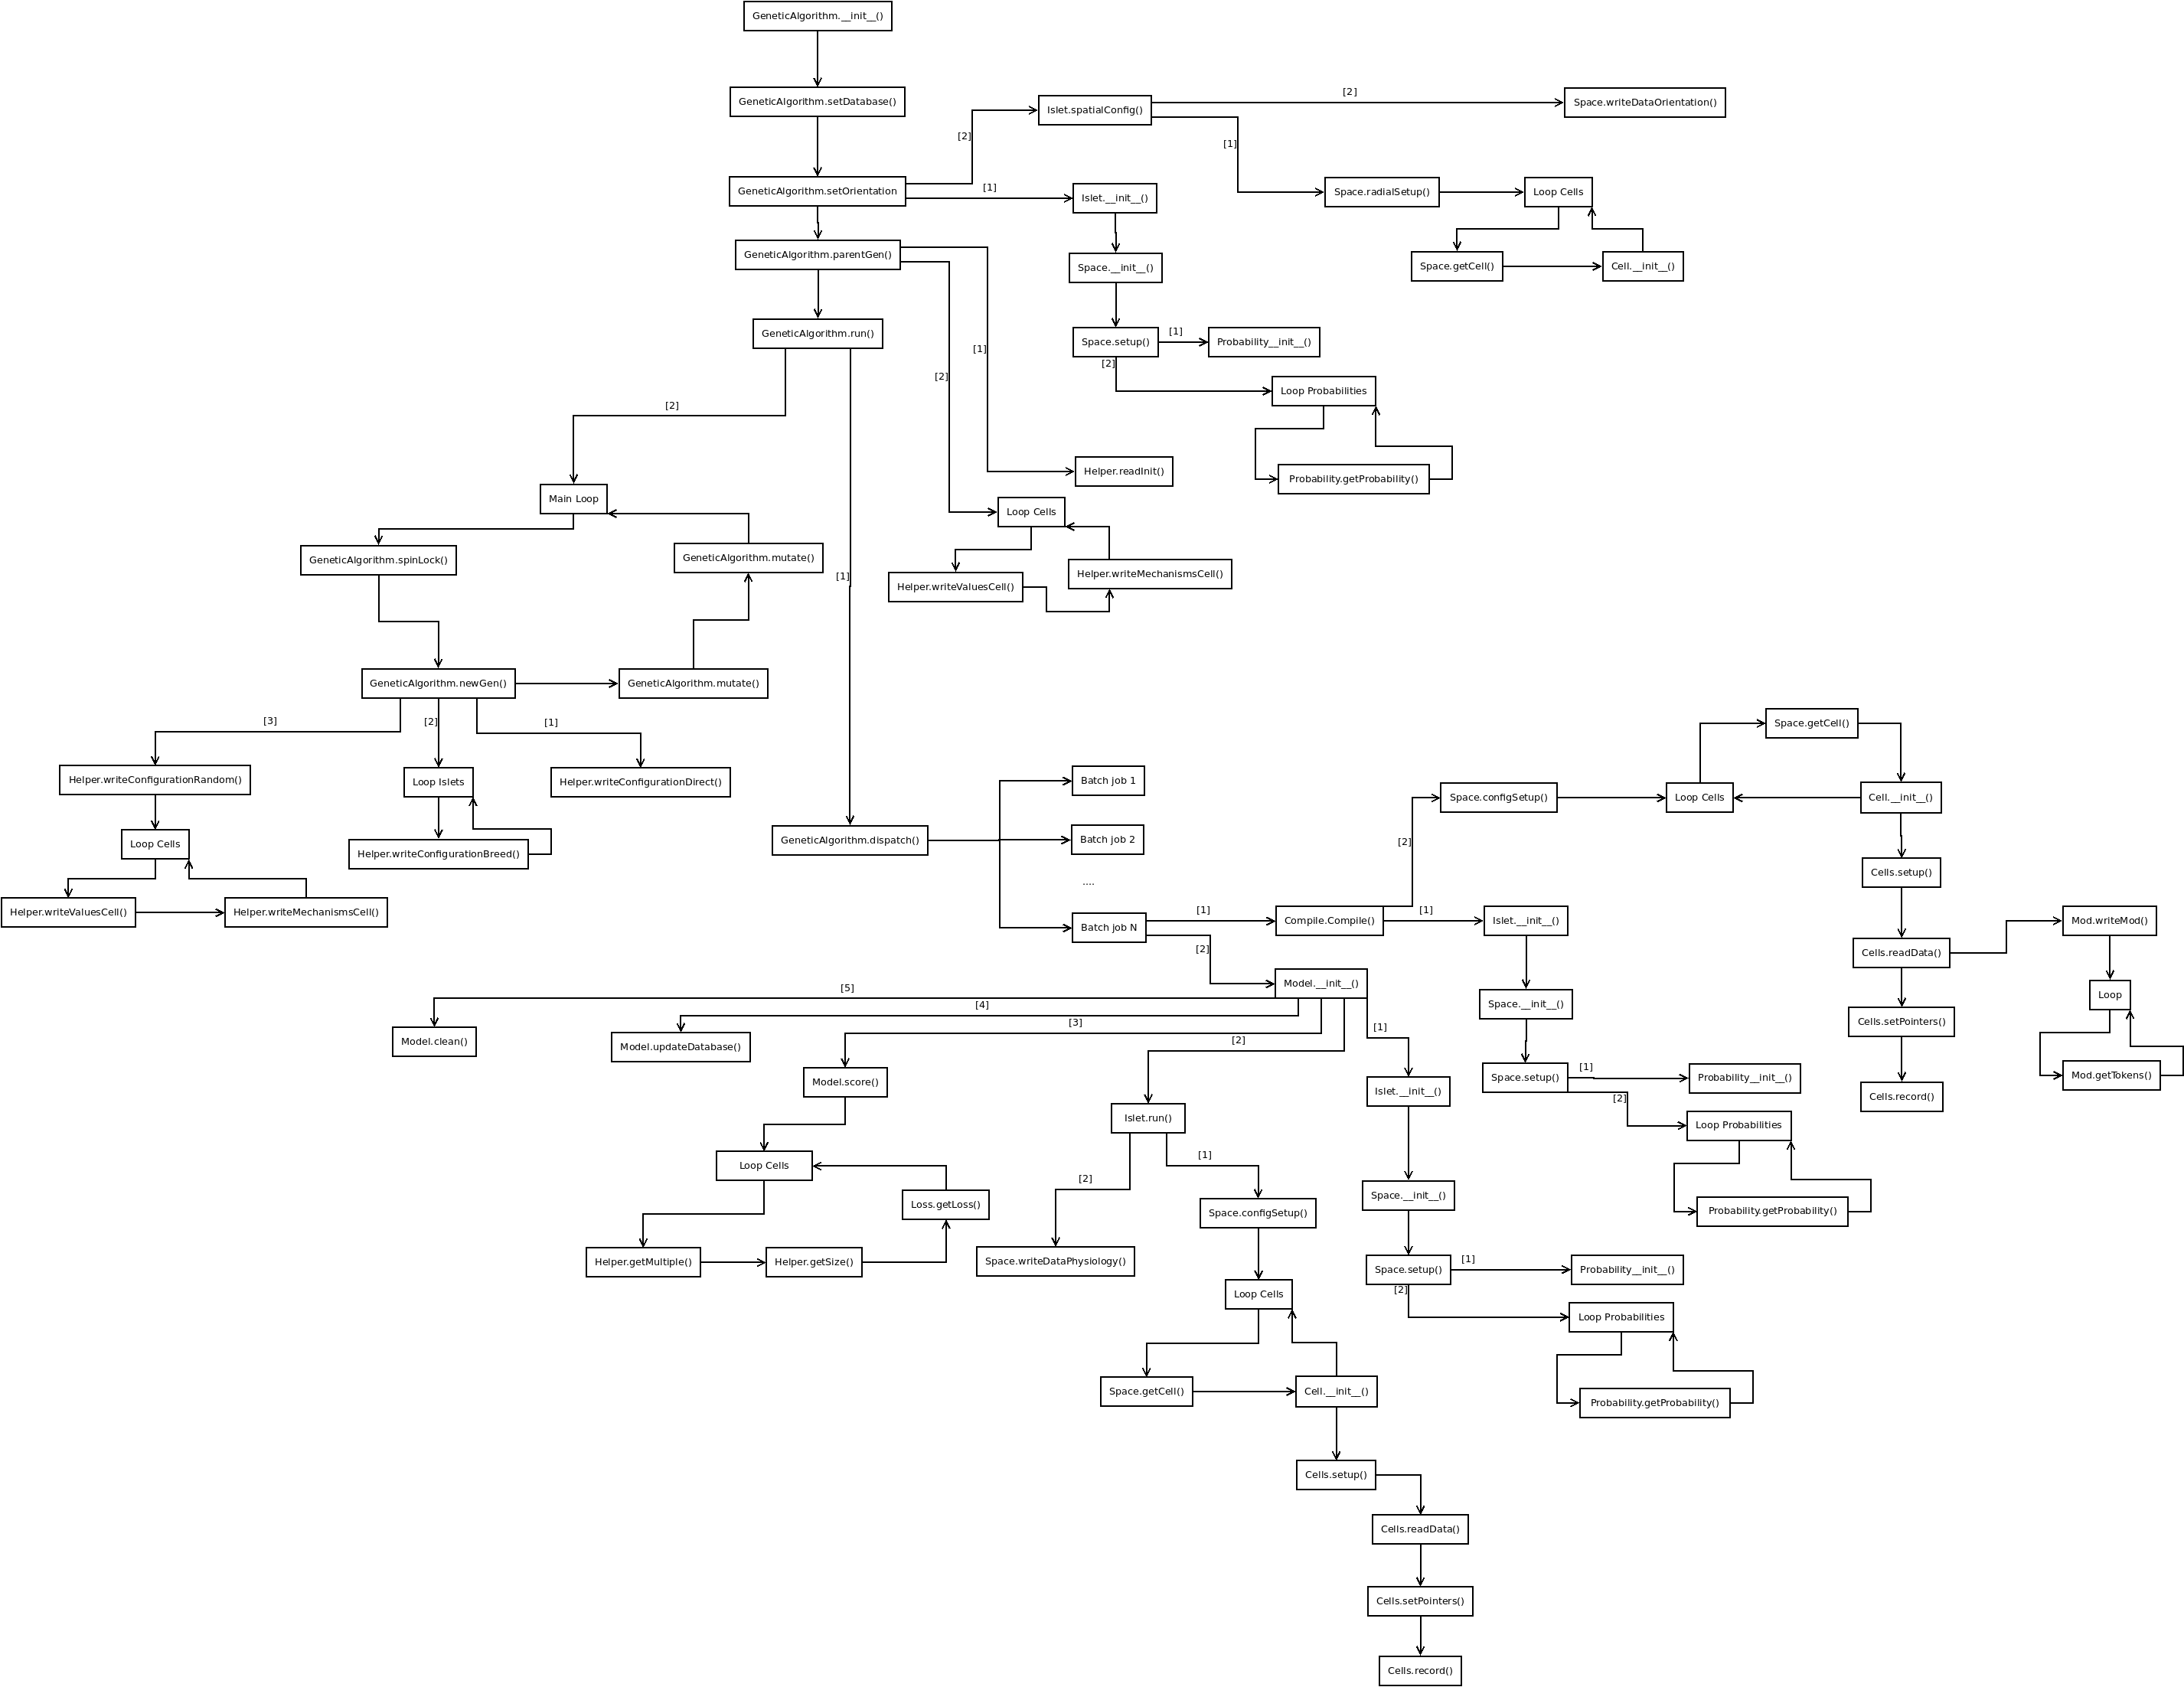 GeneticAlgorithm.__init__()
GeneticAlgorithm.setDatabase()
Islet.spatialConfig()
[2]
Space.writeDataOrientation()
[2]
[1]
GeneticAlgorithm.setOrientation
[1]
Islet.__init__()
Space.radialSetup()
Loop Cells
GeneticAlgorithm.parentGen()
Space.__init__()
Space.getCell()
Cell.__init__()
GeneticAlgorithm.run()
[1]
[2]
Space.setup()
[1]
Probability__init__()
[2]
Loop Probabilities
[2]
Helper.readInit()
Probability.getProbability()
Main Loop
Loop Cells
GeneticAlgorithm.spinLock()
GeneticAlgorithm.mutate()
[1]
Helper.writeValuesCell()
Helper.writeMechanismsCell()
GeneticAlgorithm.newGen()
GeneticAlgorithm.mutate()
[3]
[2]
[1]
Space.getCell()
Helper.writeConfigurationRandom()
Loop Islets
Helper.writeConfigurationDirect()
Batch job 1
Space.configSetup()
Loop Cells
Cell.__init__()
Loop Cells
Helper.writeConfigurationBreed()
GeneticAlgorithm.dispatch()
Batch job 2
[2]
....
Cells.setup()
Helper.writeValuesCell()
Helper.writeMechanismsCell()
Batch job N
[1]
Compile.Compile()
[1]
Islet.__init__()
Mod.writeMod()
[2]
Cells.readData()
Model.__init__()
[5]
[4]
[3]
[2]
[1]
Space.__init__()
Loop
Model.clean()
Model.updateDatabase()
Cells.setPointers()
Model.score()
Islet.__init__()
Space.setup()
[1]
Probability__init__()
Mod.getTokens()
[2]
Cells.record()
Islet.run()
Loop Probabilities
Loop Cells
[1]
[2]
Loss.getLoss()
Space.configSetup()
Space.__init__()
Probability.getProbability()
Helper.getMultiple()
Helper.getSize()
Space.writeDataPhysiology()
Space.setup()
[1]
Probability__init__()
[2]
Loop Cells
Loop Probabilities
Space.getCell()
Cell.__init__()
Probability.getProbability()
Cells.setup()
Cells.readData()
Cells.setPointers()
Cells.record()